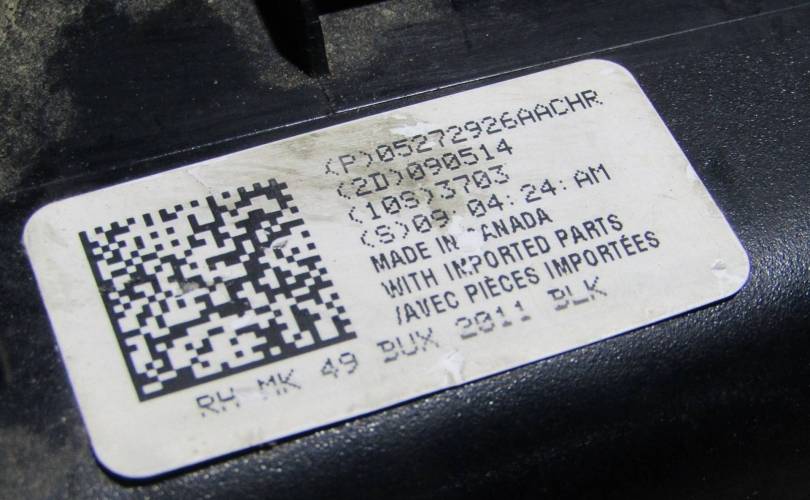 (P)05272926AACHR
(2D)090514
(10S)3703
(S)09:04:24:AM
MADE IN CANADA
WITH IMPORTED PARTS
/AVEC PIÈCES IMPORTÉES
RH MK 49 BUX 2011 BLK